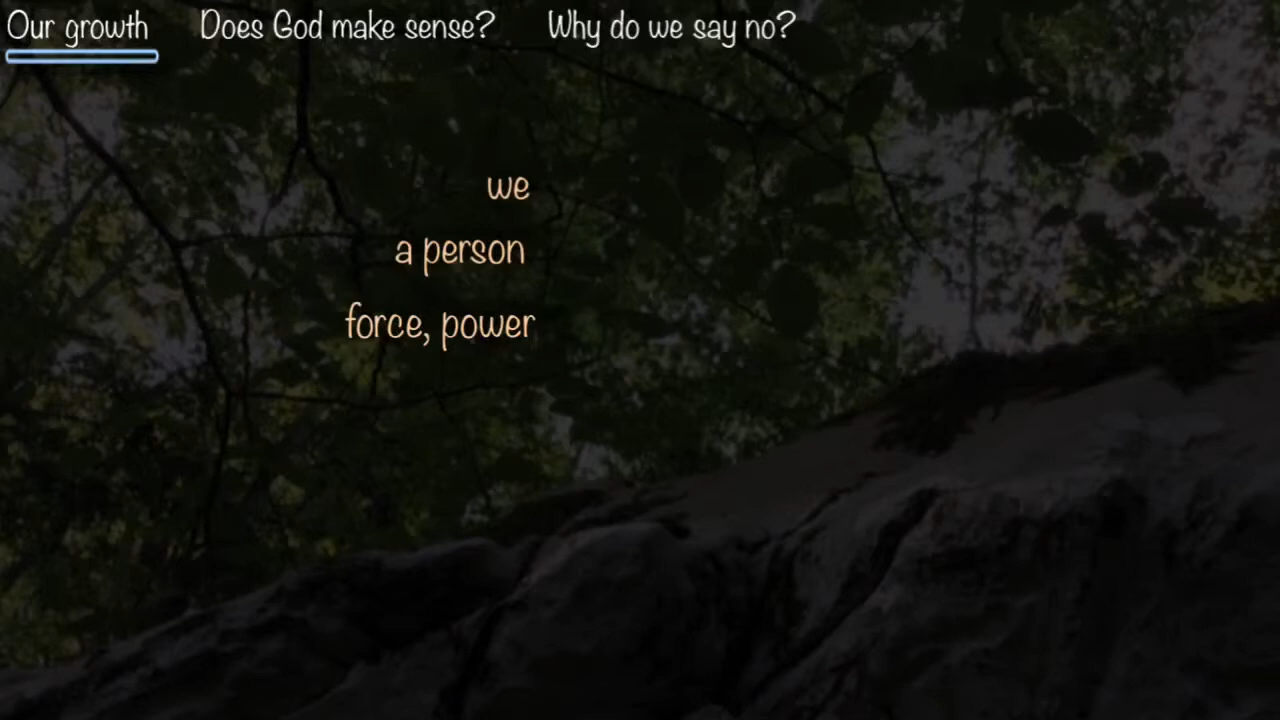 Our growth Does God make sense? Why do we say no?
we
a person
force, power